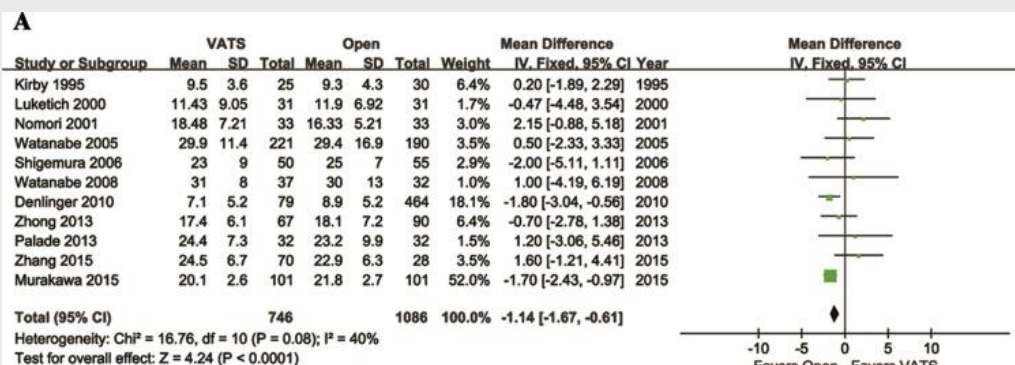 A
VATS Open Mean Difference Mean Difference
Study or Subgroup Mean SD Total Mean SD Total Weight IV, Fixed, 95% CI Year IV, Fixed, 95% CI
Kirby 1995 9.5 3.6 25 9.3 4.3 30 6.4% 0.20 [-1.89, 2.29] 1995
Luketich 2000 11.43 9.05 31 11.9 6.92 31 1.7% -0.47 [-4.48, 3.54] 2000
Nomori 2001 18.48 7.21 33 16.33 5.21 33 3.0% 2.15 [-0.88, 5.18] 2001
Watanabe 2005 29.9 11.4 221 29.4 16.9 190 3.5% 0.50 [-2.33, 3.33] 2005
Shigemura 2006 23 9 50 25 7 55 2.9% -2.00 [-5.11, 1.11] 2006
Watanabe 2008 31 8 37 30 13 32 1.0% 1.00 [-4.19, 6.19] 2008
Denlinger 2010 7.1 5.2 79 8.9 5.2 464 18.1% -1.80 [-3.04, -0.56] 2010
Zhong 2013 17.4 6.1 67 18.1 7.2 90 6.4% -0.70 [-2.78, 1.38] 2013
Palade 2013 24.4 7.3 32 23.2 9.9 32 1.5% 1.20 [-3.06, 5.46] 2013
Zhang 2015 24.5 6.7 70 22.9 6.3 28 3.5% 1.60 [-1.21, 4.41] 2015
Murakawa 2015 20.1 2.6 101 21.8 2.7 101 52.0% -1.70 [-2.43, -0.97] 2015
Total (95% CI) 746 1086 100.0% -1.14 [-1.67, -0.61]
Heterogeneity: Chi² = 16.76, df = 10 (P = 0.08); I² = 40%
Test for overall effect: Z = 4.24 (P < 0.0001)
-10 -5 0 5 10
Favors Open Favors VATS